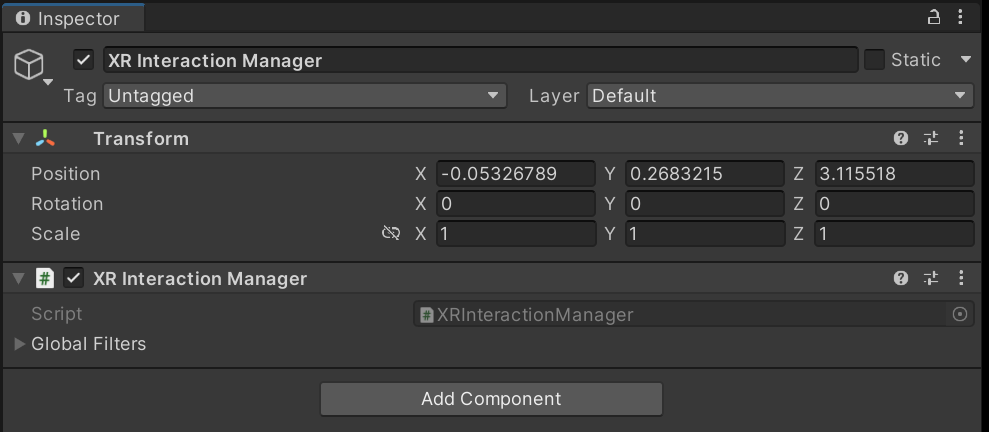 Inspector
XR Interaction Manager Static
Tag Untagged Layer Default
Transform
Position X -0.05326789 Y 0.2683215 Z 3.115518
Rotation X 0 Y 0 Z 0
Scale X 1 Y 1 Z 1
# XR Interaction Manager
Script # XRInteractionManager
Global Filters
Add Component